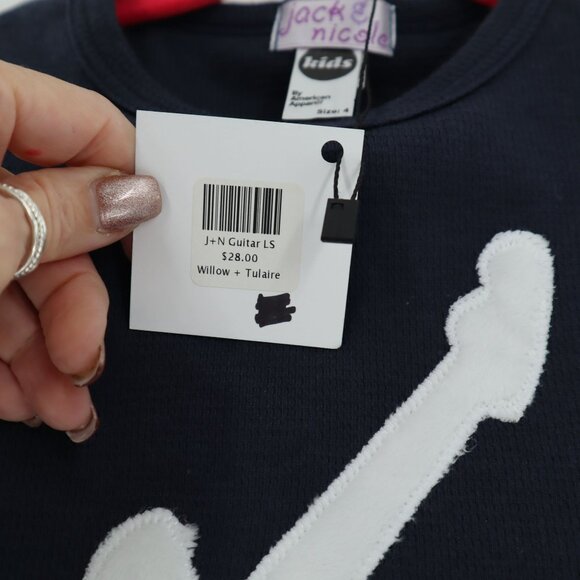 jack &
nicole
kids
By
American
Apparel
Size: 4
J+N Guitar LS
$28.00
Willow + Tulaire